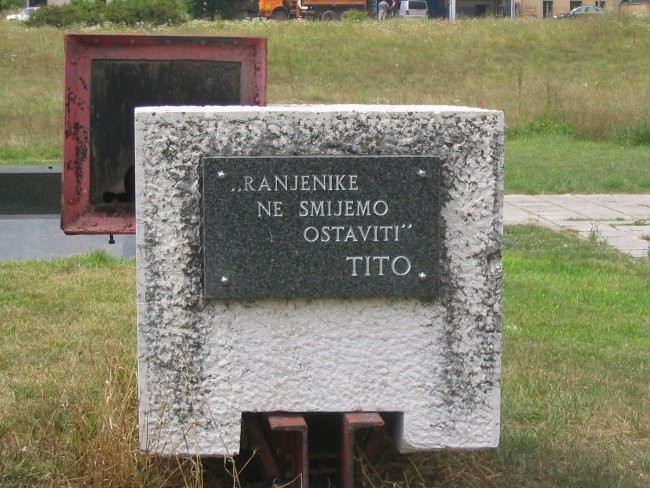 „RANJENIKE
NE SMIJEMO
OSTAVITI”
TITO